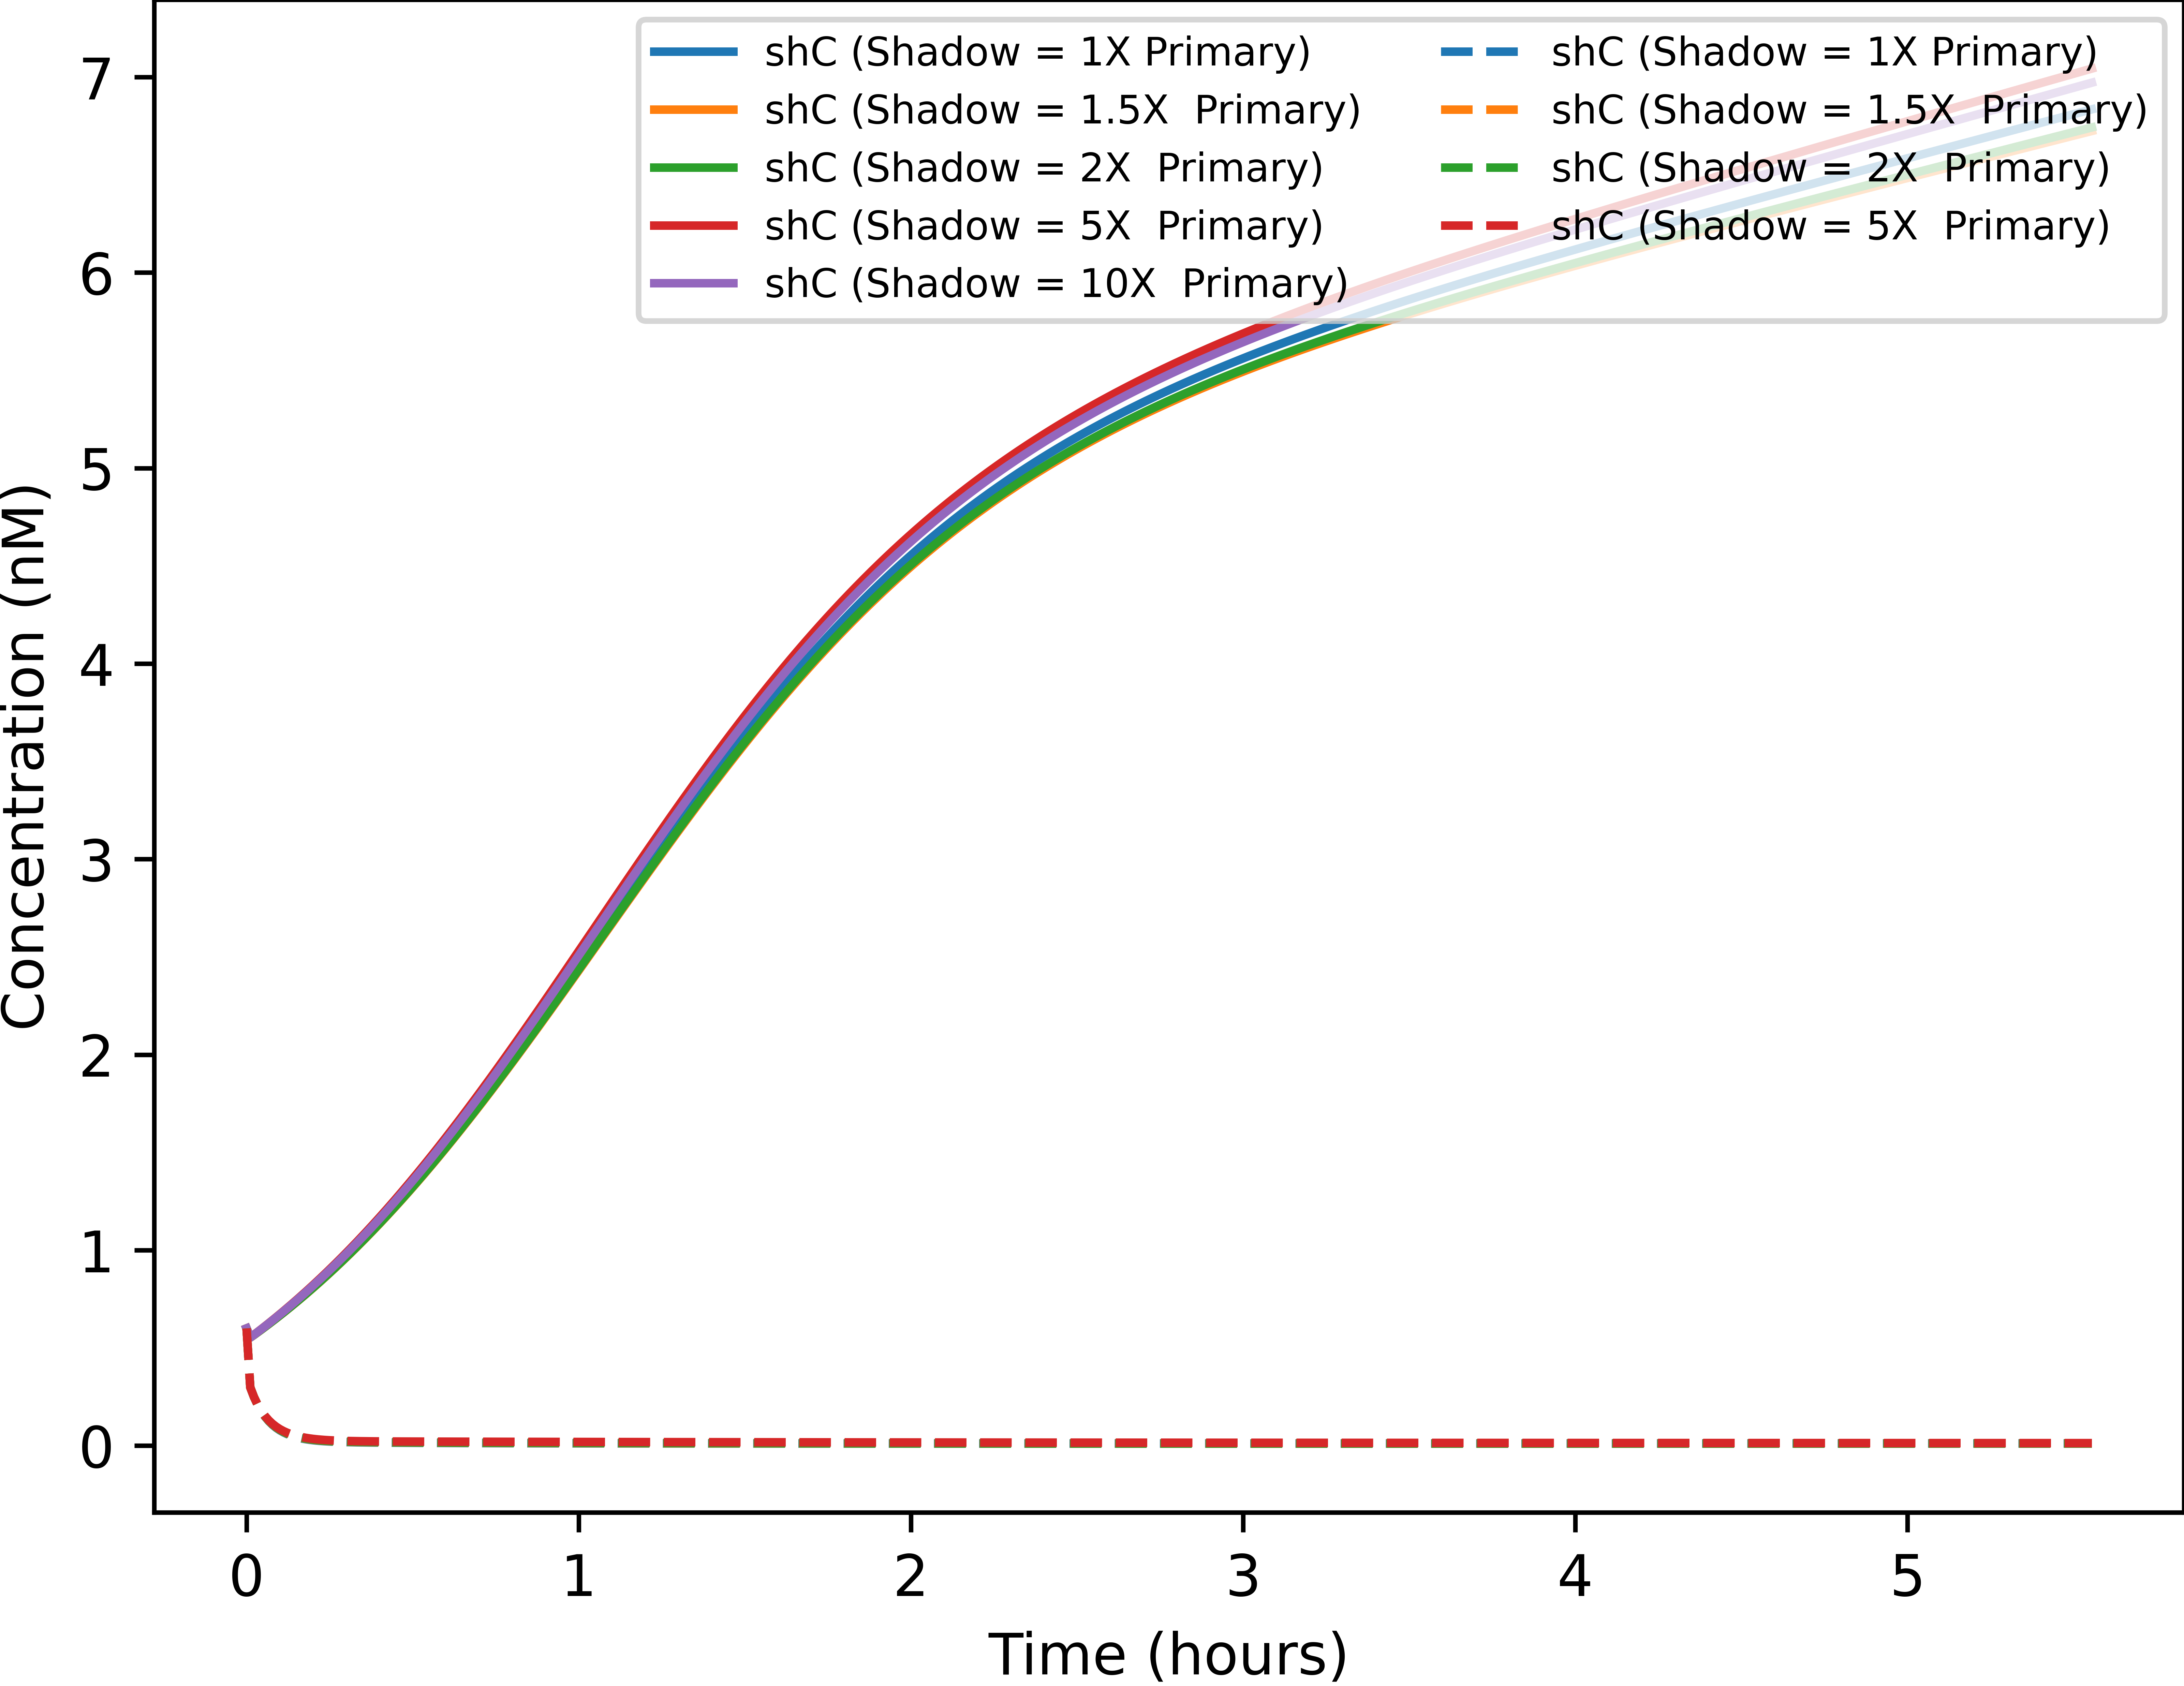 shC (Shadow = 1X Primary)
shC (Shadow = 1.5X  Primary)
shC (Shadow = 2X  Primary)
shC (Shadow = 5X  Primary)
shC (Shadow = 10X  Primary)
shC (Shadow = 1X Primary)
shC (Shadow = 1.5X  Primary)
shC (Shadow = 2X  Primary)
shC (Shadow = 5X  Primary)
Concentration (nM)
7
6
5
4
3
2
1
0
0 1 2 3 4 5
Time (hours)